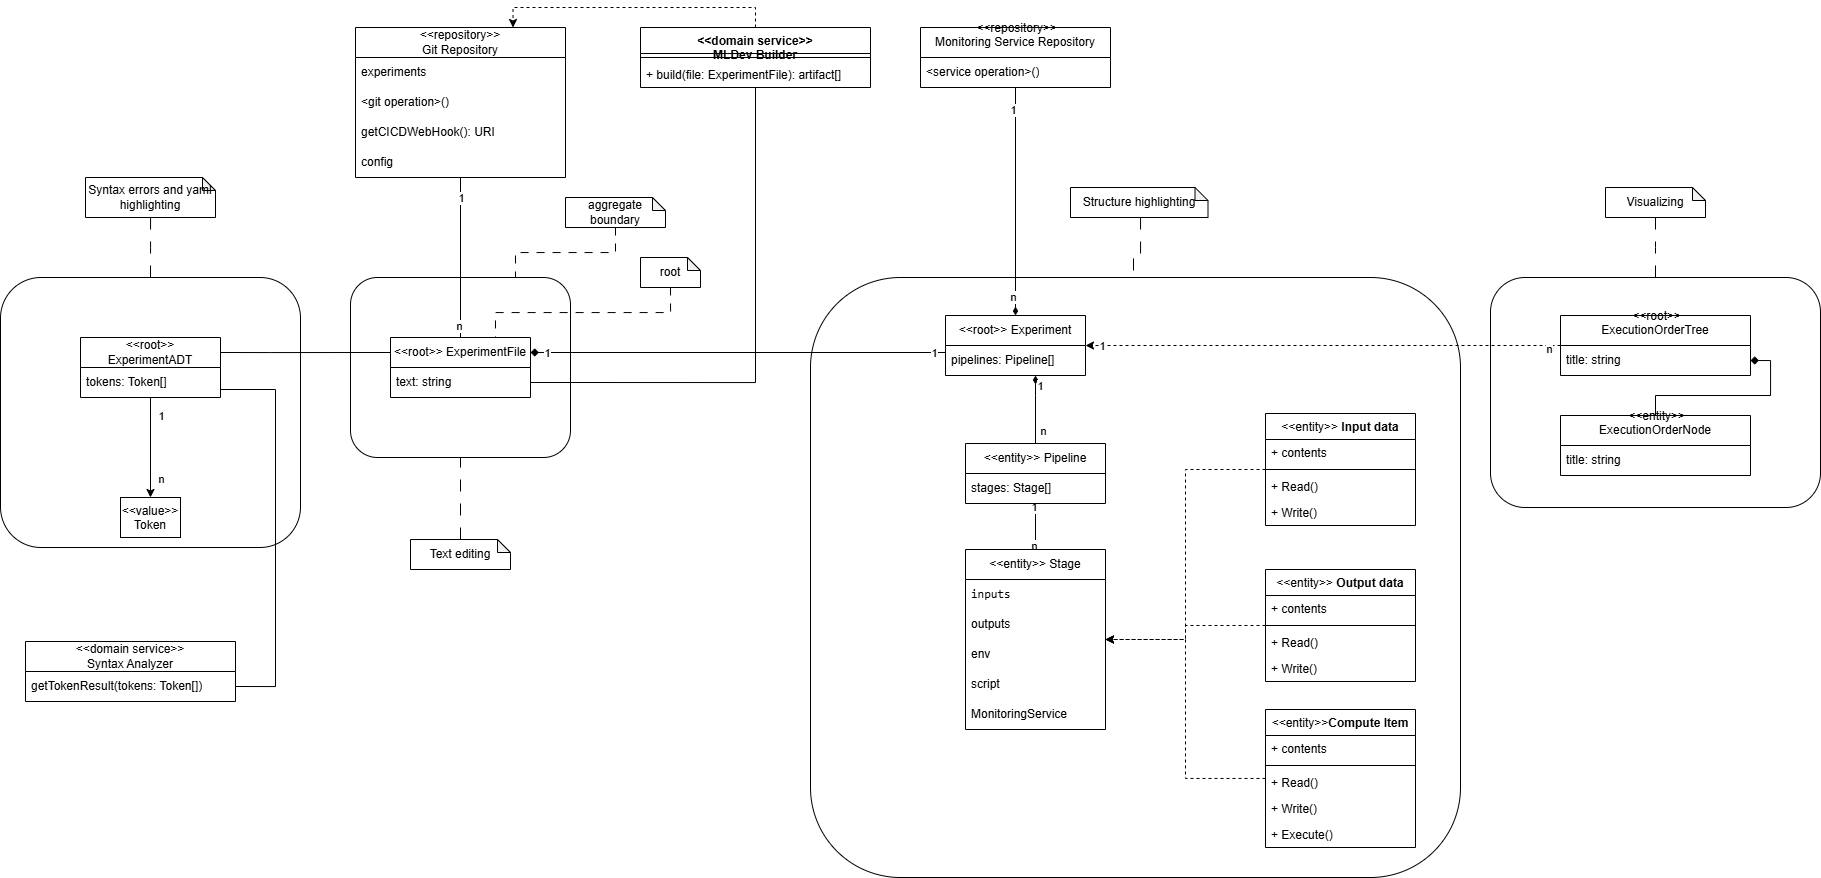 <<repository>>
Git Repository
experiments
<git operation>()
getCICDWebHook(): URI
config
<<domain service>>
MLDev Builder
+ build(file: ExperimentFile): artifact[]
<<repository>>
Monitoring Service Repository
<service operation>()
1
1
n
n
Syntax errors and yaml
highlighting
aggregate
boundary
root
Structure highlighting
Visualizing
<<root>>
ExperimentADT
tokens: Token[]
1
n
<<value>>
Token
<<domain service>>
Syntax Analyzer
getTokenResult(tokens: Token[])
<<root>> ExperimentFile
text: string
1
1
Text editing
<<root>> Experiment
pipelines: Pipeline[]
1
n
1
n
<<entity>> Pipeline
stages: Stage[]
1
n
<<entity>> Stage
inputs
outputs
env
script
MonitoringService
<<entity>> Input data
+ contents
+ Read()
+ Write()
<<entity>> Output data
+ contents
+ Read()
+ Write()
<<entity>>Compute Item
+ contents
+ Read()
+ Write()
+ Execute()
<<root>>
ExecutionOrderTree
title: string
<<entity>>
ExecutionOrderNode
title: string